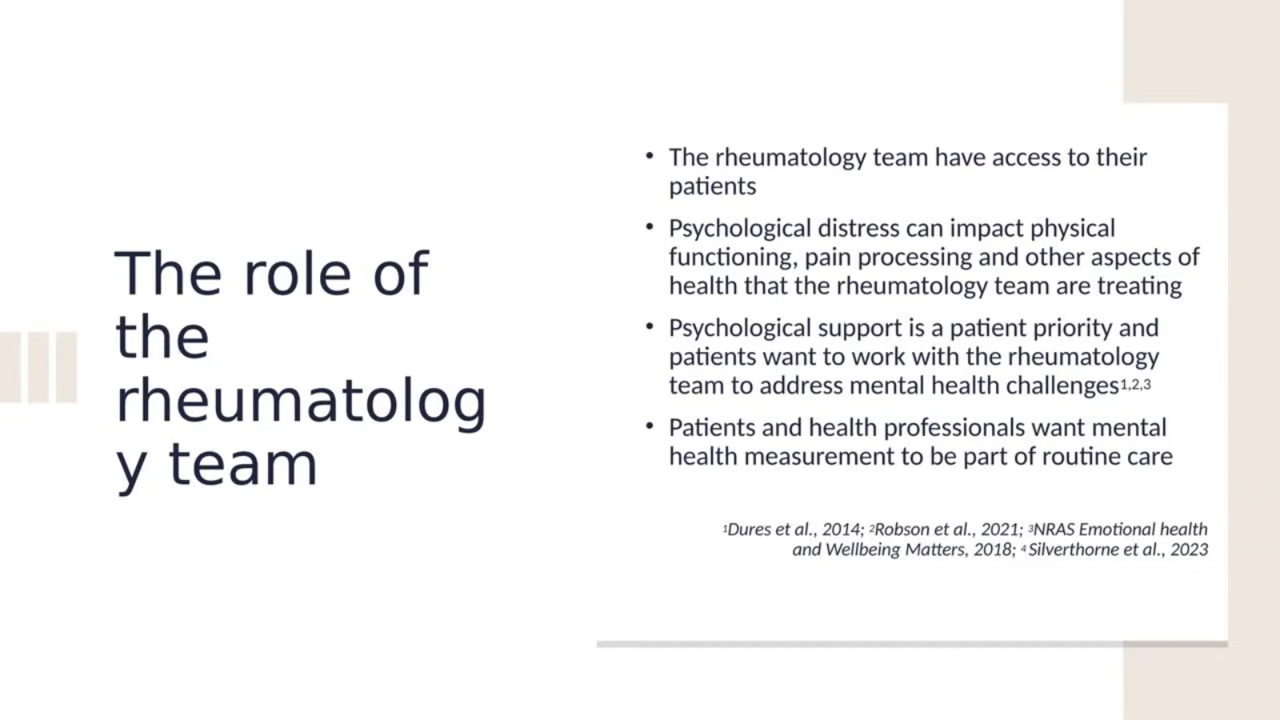 The role of
the
rheumatolog
y team
• The rheumatology team have access to their
patients
• Psychological distress can impact physical
functioning, pain processing and other aspects of
health that the rheumatology team are treating
• Psychological support is a patient priority and
patients want to work with the rheumatology
team to address mental health challenges1,2,3
• Patients and health professionals want mental
health measurement to be part of routine care
1Dures et al., 2014; 2Robson et al., 2021; 3NRAS Emotional health
and Wellbeing Matters, 2018; 4 Silverthorne et al., 2023